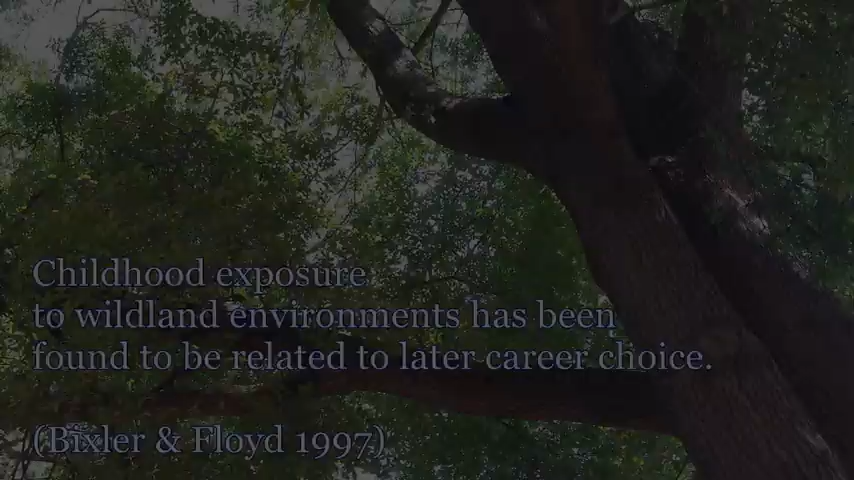 Childhood exposure
to wildland environments has been
found to be related to later career choice.
(Bixler & Floyd 1997)